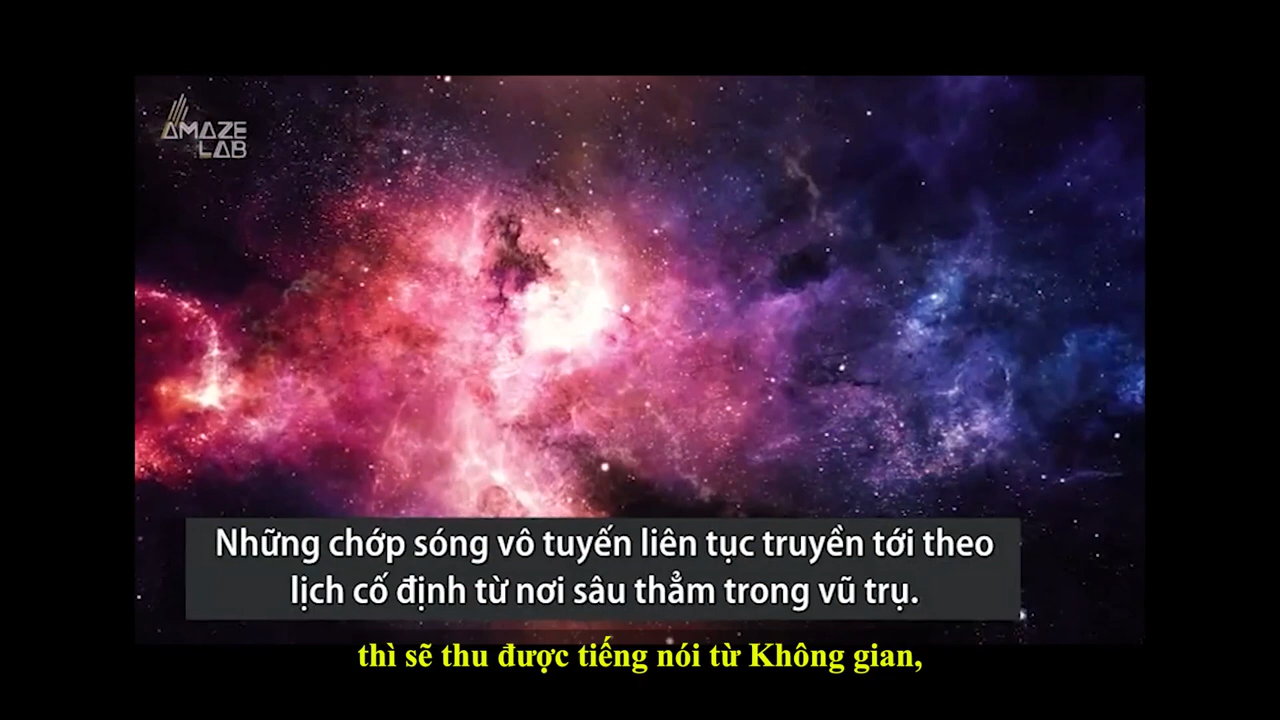 AMAZE
LAB
Những chớp sóng vô tuyến liên tục truyền tới theo
lịch cố định từ nơi sâu thẳm trong vũ trụ.
thì sẽ thu được tiếng nói từ Không gian,